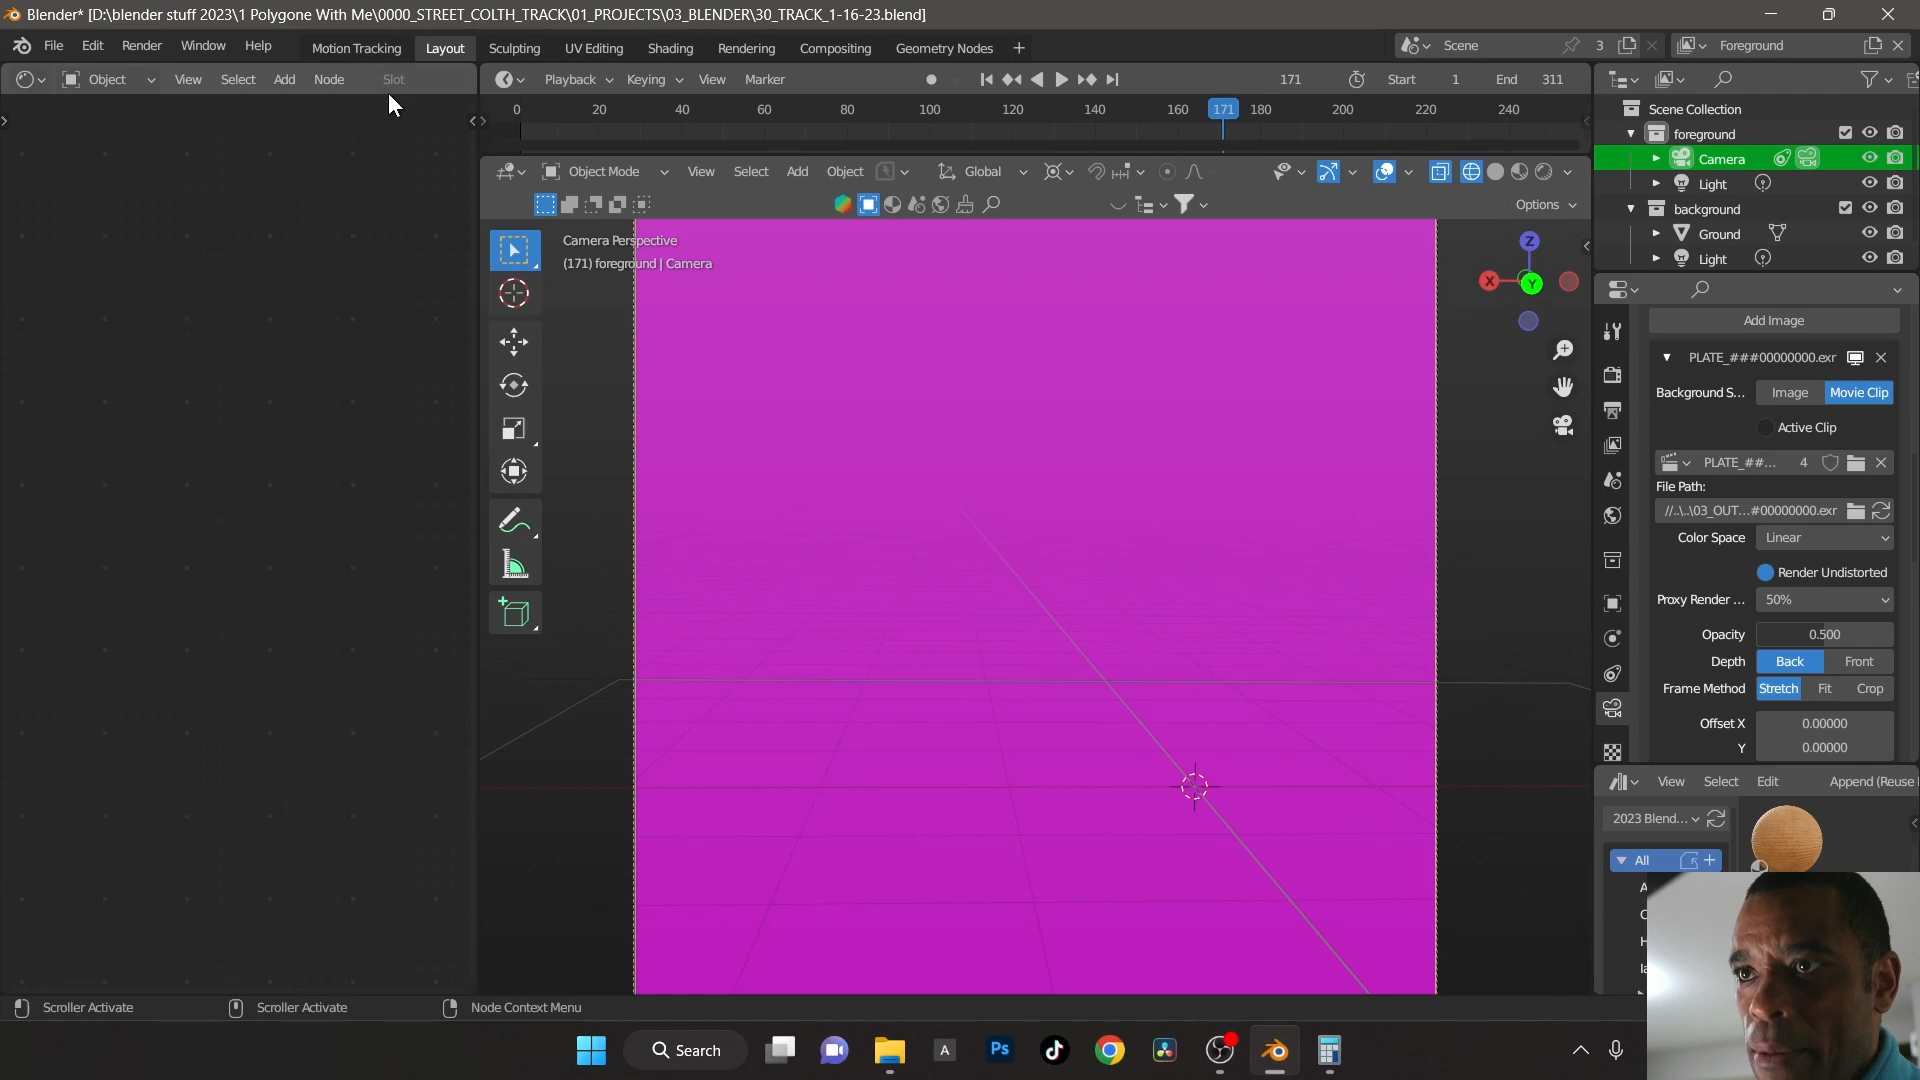 Blender* [D:\blender stuff 2023\1 Polygone With Me\0000_STREET_COLTH_TRACK\01_PROJECTS\03_BLENDER\30_TRACK_1-16-23.blend]
File Edit Render Window Help Motion Tracking Layout Sculpting UV Editing Shading Rendering Compositing Geometry Nodes + Scene 3 Foreground
Object View Select Add Node Slot Playback Keying View Marker 171 Start 1 End 311
0 20 40 60 80 100 120 140 160 171 180 200 220 240
Scene Collection
foreground
Camera
Light
background
Ground
Light
Object Mode View Select Add Object Global
Options
Camera Perspective
(171) foreground | Camera
Z
X
Y
Add Image
PLATE_###00000000.exr
Background S... Image Movie Clip
Active Clip
PLATE_##... 4
File Path:
//..\..\03_OUT...#00000000.exr
Color Space Linear
Render Undistorted
Proxy Render ... 50%
Opacity 0.500
Depth Back Front
Frame Method Stretch Fit Crop
Offset X 0.00000
Y 0.00000
View Select Edit Append (Reuse
2023 Blend...
All
Scroller Activate Scroller Activate Node Context Menu
Search A Ps